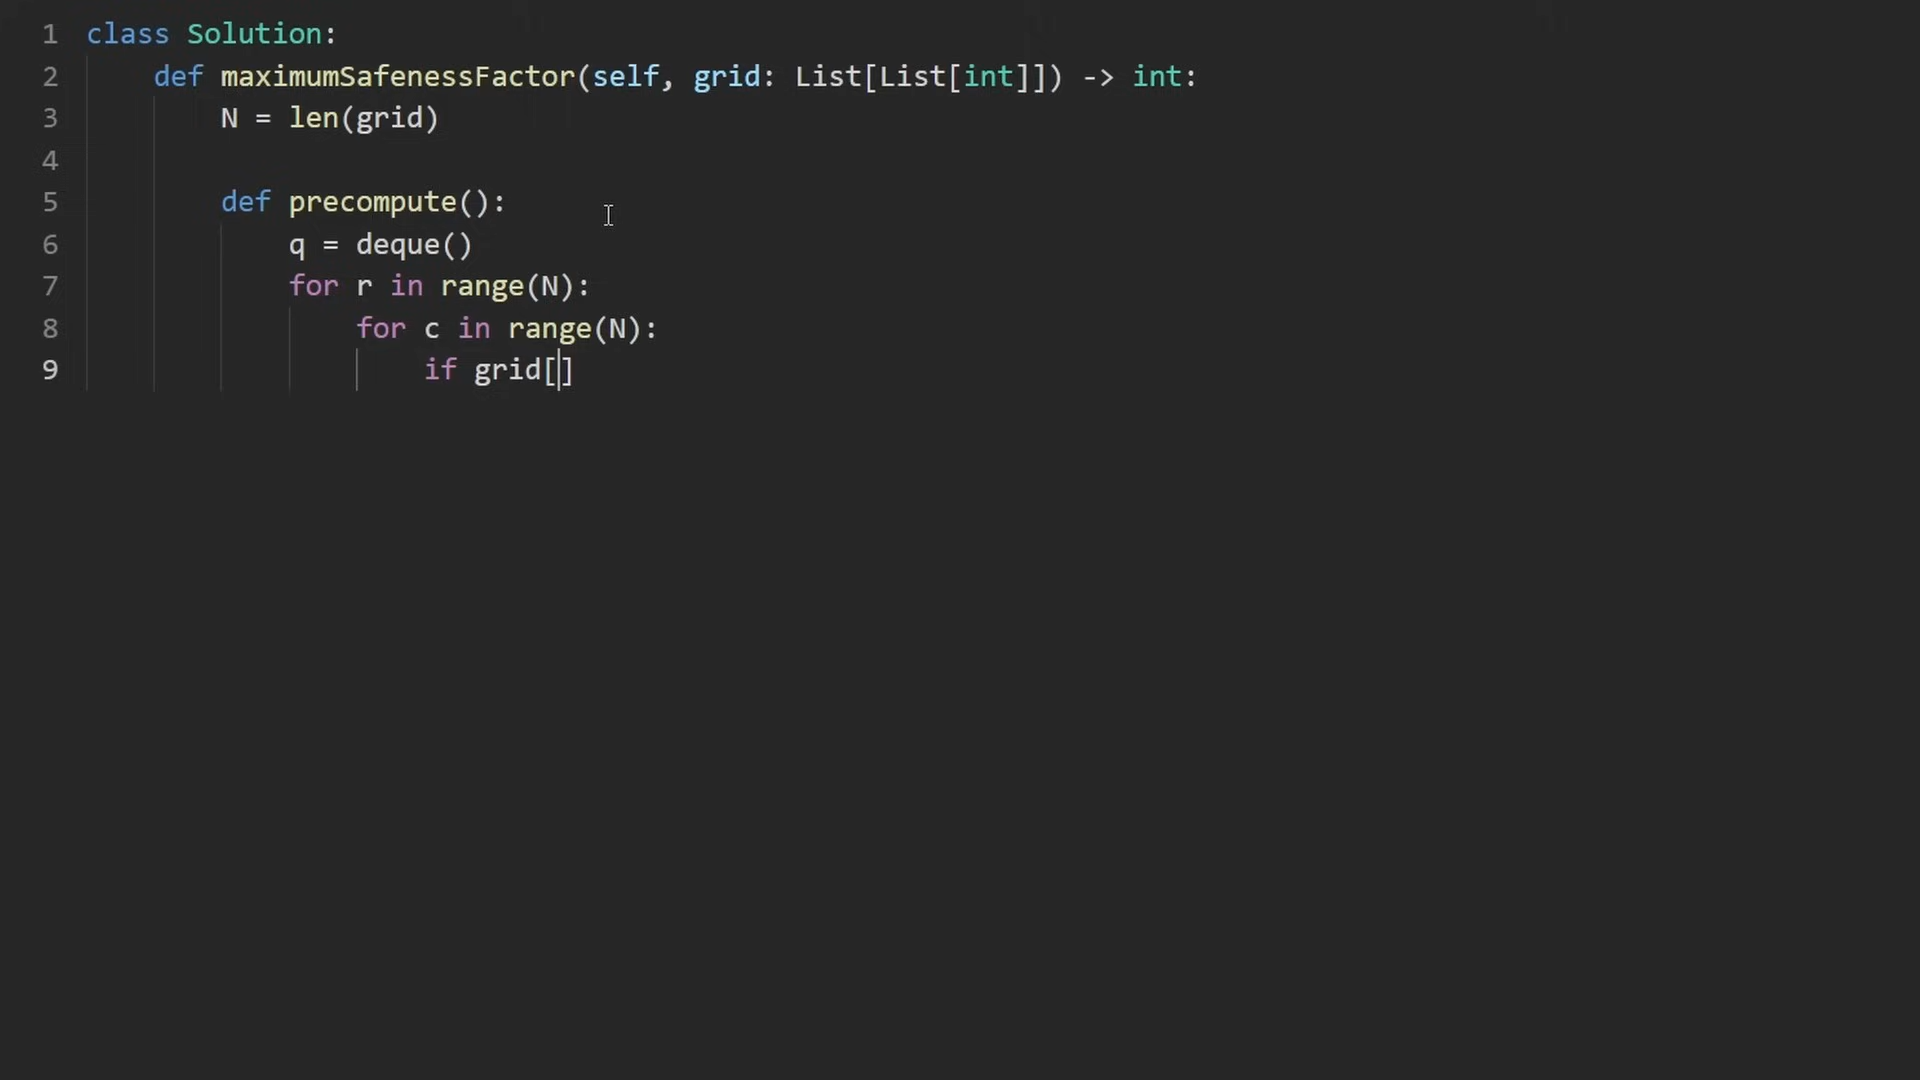 1 class Solution:
2 def maximumSafenessFactor(self, grid: List[List[int]]) -> int:
3 N = len(grid)
4
5 def precompute():
6 q = deque()
7 for r in range(N):
8 for c in range(N):
9 if grid[]